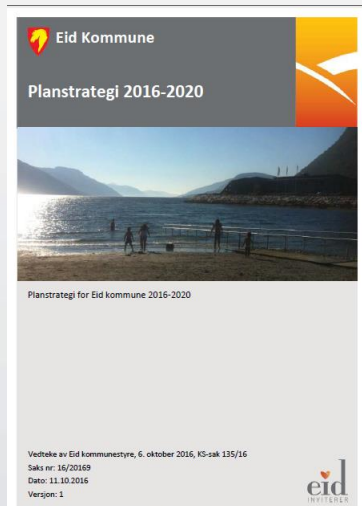 Eid Kommune
Planstrategi 2016-2020
Planstrategi for Eid kommune 2016-2020
Vedteke av Eid kommunestyre, 6. oktober 2016, KS-sak 135/16
Saks nr: 16/20169
Dato: 11.10.2016
Versjon: 1
eid
INVITERER